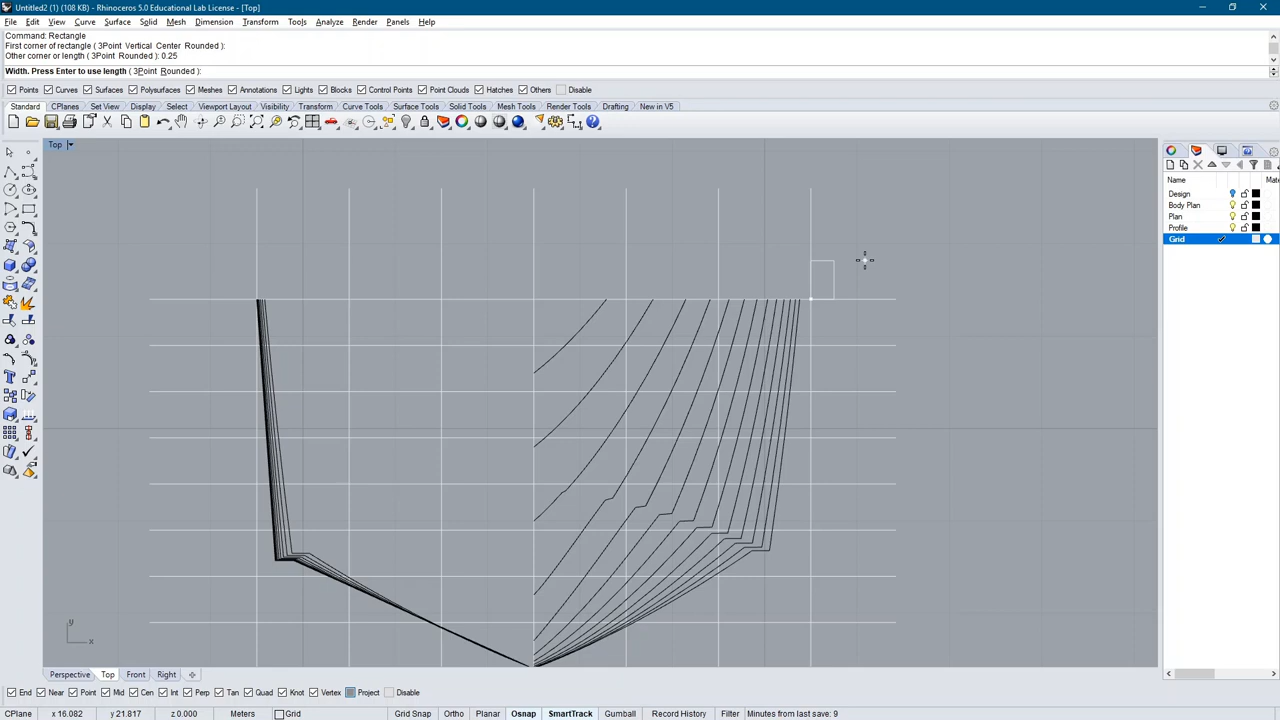 Untitled2 (1) (108 KB) - Rhinoceros 5.0 Educational Lab License - [Top]
File Edit View Curve Surface Solid Mesh Dimension Transform Tools Analyze Render Panels Help
Command: Rectangle
First corner of rectangle ( 3Point Vertical Center Rounded ):
Other corner or length ( 3Point Rounded ): 0.25
Width. Press Enter to use length ( 3Point Rounded ):
Points Curves Surfaces Polysurfaces Meshes Annotations Lights Blocks Control Points Point Clouds Hatches Others Disable
Standard CPlanes Set View Display Select Viewport Layout Visibility Transform Curve Tools Surface Tools Solid Tools Mesh Tools Render Tools Drafting New in V5
Top
Name Mate
Design
Body Plan
Plan
Profile
Grid
y
x
Perspective Top Front Right
End Near Point Mid Cen Int Perp Tan Quad Knot Vertex Project Disable
CPlane x 16.082 y 21.817 z 0.000 Meters Grid Grid Snap Ortho Planar Osnap SmartTrack Gumball Record History Filter Minutes from last save: 9